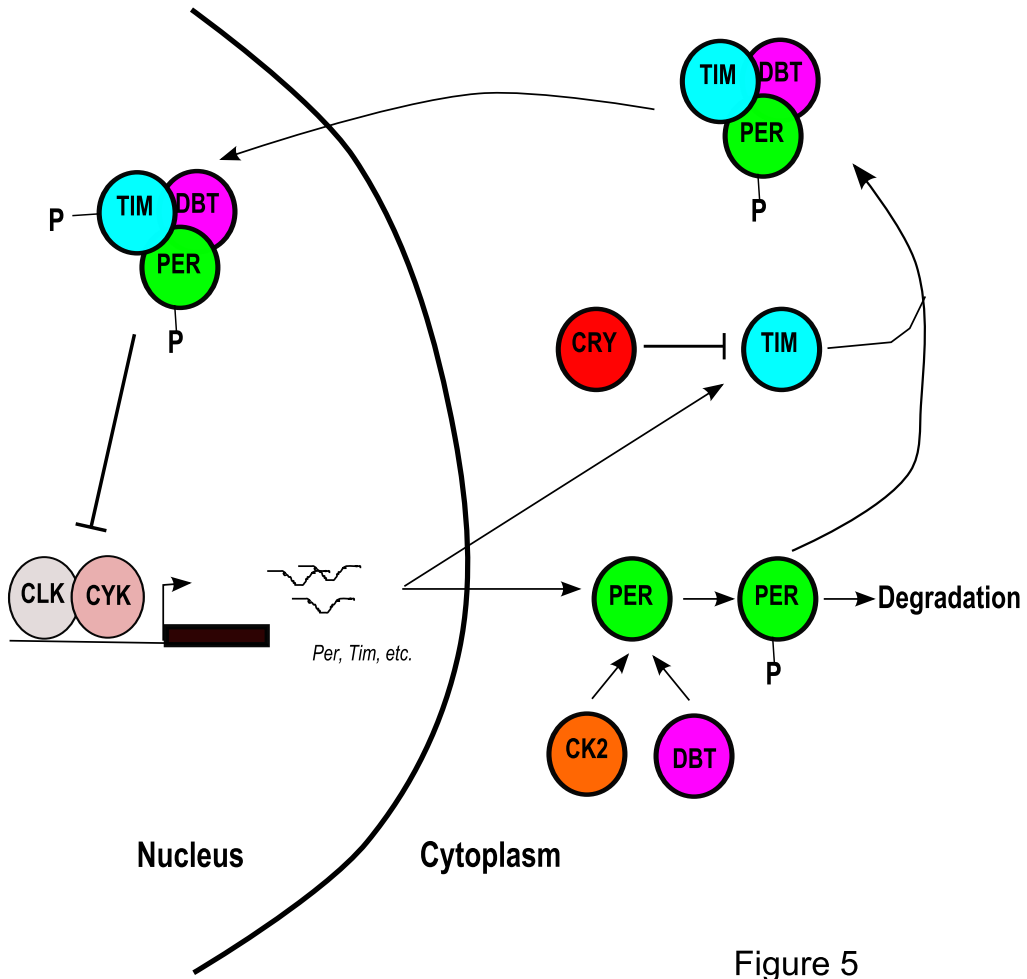 TIM DBT
PER
P
P TIM DBT
PER
P
CRY TIM
CLK CYK
PER PER Degradation
Per, Tim, etc.
P
CK2 DBT
Nucleus Cytoplasm
Figure 5